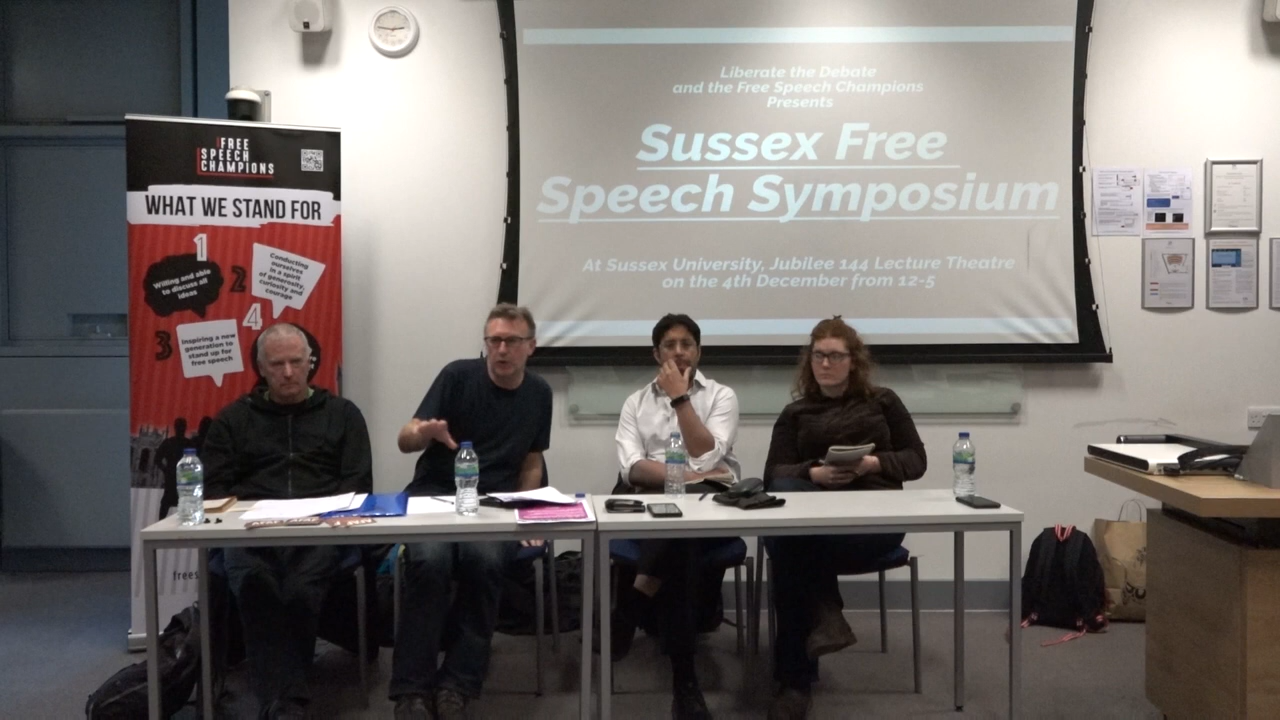 FREE
SPEECH
CHAMPIONS
WHAT WE STAND FOR
1
Willing and able
to discuss all
ideas
2
Conducting
ourselves
in a spirit
of generosity,
curiosity and
courage
3
Inspiring a new
generation to
stand up for
free speech
4
frees
Liberate the Debate
and the Free Speech Champions
Presents
Sussex Free
Speech Symposium
At Sussex University, Jubilee 144 Lecture Theatre
on the 4th December from 12-5